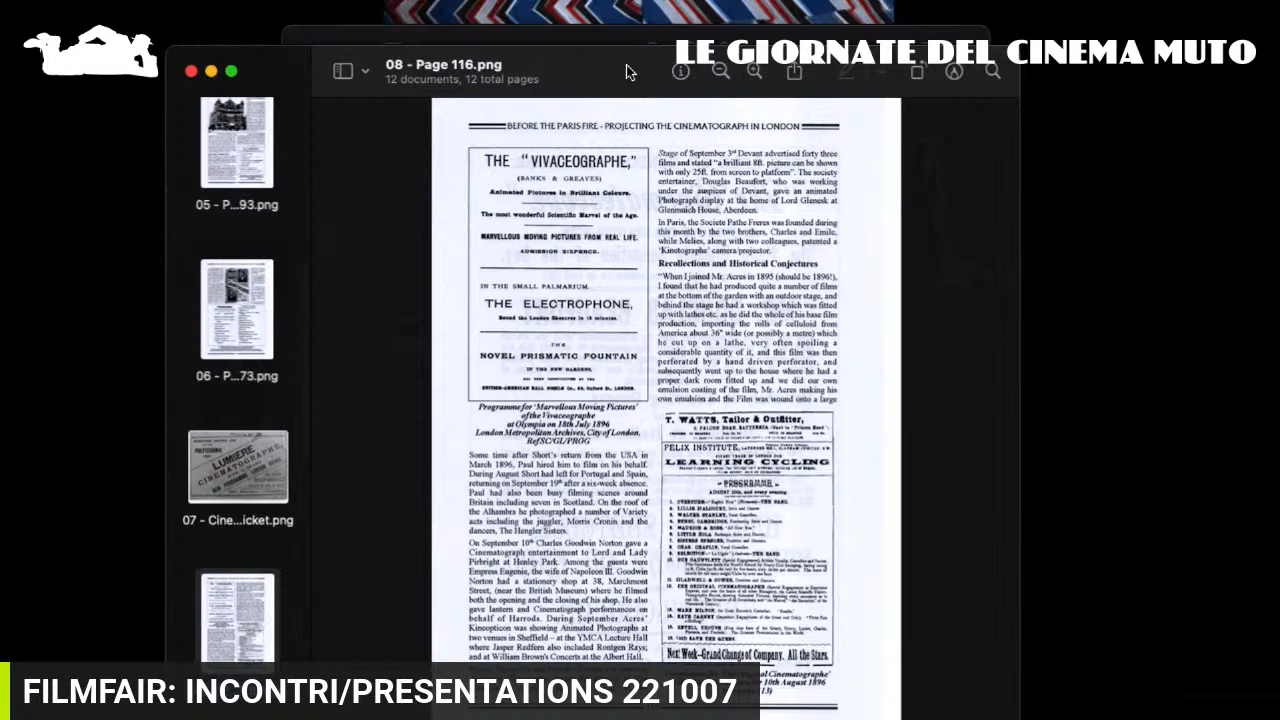 LE GIORNATE DEL CINEMA MUTO
08 - Page 116.png
12 documents, 12 total pages
05 - P...93.png
06 - P...73.png
LUMIERE
07 - Cine...icket.png
BEFORE THE PARIS FIRE - PROJECTING THE CINEMATOGRAPH IN LONDON
THE "VIVACEOGRAPHE,"
(BANKS & GREAVES)
Animated Pictures in Brilliant Colours.
The most wonderful Scientific Marvel of the Age.
MARVELLOUS MOVING PICTURES FROM REAL LIFE.
ADMISSION SIXPENCE.
IN THE SMALL PALMARIUM.
THE ELECTROPHONE,
Round the London Theatres in 15 minutes.
THE
NOVEL PRISMATIC FOUNTAIN
IN THE NEW GARDENS,
Programme for 'Marvellous Moving Pictures'
of the Vivaceographe
at Olympia on 18th July 1896
London Metropolitan Archives, City of London.
Ref SC/GL/PROG
Some time after Short's return from the USA in
March 1896, Paul hired him to film on his behalf.
During August Short had left for Portugal and Spain,
returning on September 19th after a six-week absence.
Paul had also been busy filming scenes around
Britain including seven in Scotland. On the roof of
the Alhambra he photographed a number of Variety
acts including the juggler, Morris Cronin and the
dancers, The Hengler Sisters.
On September 10th Charles Goodwin Norton gave a
Cinematograph entertainment to Lord and Lady
Pirbright at Henley Park. Among the guests were
Empress Eugenie, the wife of Napoleon III. Goodwin
Norton had a stationery shop at 38, Marchmont
Street, (near the British Museum) where he filmed
both the opening and the closing of his shop. He also
gave lantern and Cinematograph performances on
behalf of Harrods. During September Acres'
Kineopticon was showing Animated Photographs at
two venues in Sheffield – at the YMCA Lecture Hall
where Jasper Redfern also included Rontgen Rays;
and at William Brown's Concerts at the Albert Hall.
Stage of September 3rd Devant advertised forty three
films and stated "a brilliant 8ft. picture can be shown
with only 25ft. from screen to platform". The society
entertainer, Douglas Beaufort, who was working
under the auspices of Devant, gave an animated
Photograph display at the home of Lord Glenesk at
Glenmuich House, Aberdeen.
In Paris, the Societe Pathe Freres was founded during
this month by the two brothers, Charles and Emile,
while Melies, along with two colleagues, patented a
'Kinetographe' camera/projector.
Recollections and Historical Conjectures
"When I joined Mr. Acres in 1895 (should be 1896!),
I found that he had produced quite a number of films
at the bottom of the garden with an outdoor stage, and
behind the stage he had a workshop which was fitted
up with lathes etc. as he did the whole of his base film
production, importing the rolls of celluloid from
America about 36" wide (or possibly a metre) which
he cut up on a lathe, very often spoiling a
considerable quantity of it, and this film was then
perforated by a hand driven perforator, and
subsequently went up to the house where he had a
proper dark room fitted up and we did our own
emulsion coating of the film, Mr. Acres making his
own emulsion and the Film was wound onto a large
T. WATTS, Tailor & Outfitter,
FELIX INSTITUTE,
LEARNING CYCLING
PROGRAMME
Next Week—Grand Change of Company. All the Stars.
10th August 1896
FILMFAIR: INCONTRI/PRESENTATIONS 221007